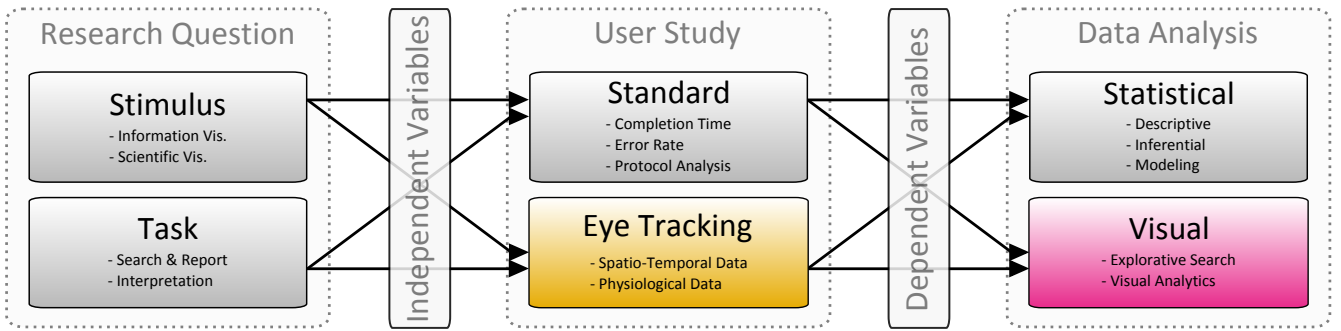 Research Question
Stimulus
- Information Vis.
- Scientific Vis.
Task
- Search & Report
- Interpretation
Independent Variables
User Study
Standard
- Completion Time
- Error Rate
- Protocol Analysis
Eye Tracking
- Spatio-Temporal Data
- Physiological Data
Dependent Variables
Data Analysis
Statistical
- Descriptive
- Inferential
- Modeling
Visual
- Explorative Search
- Visual Analytics